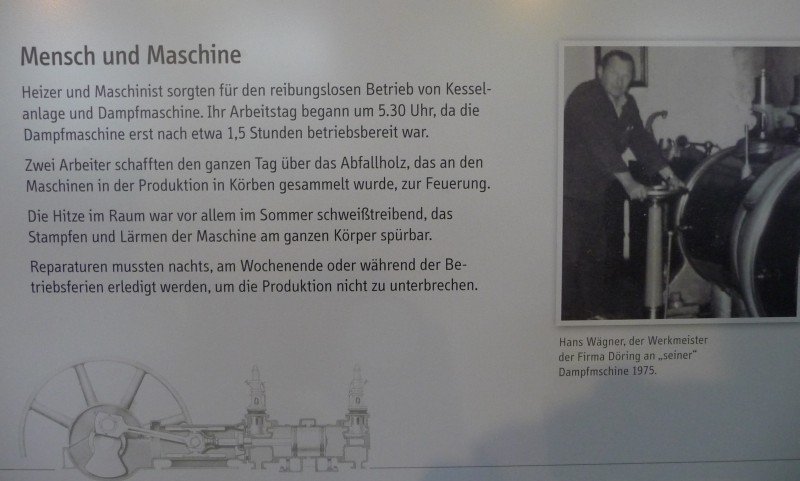 Mensch und Maschine
Heizer und Maschinist sorgten für den reibungslosen Betrieb von Kessel-
anlage und Dampfmaschine. Ihr Arbeitstag begann um 5.30 Uhr, da die
Dampfmaschine erst nach etwa 1,5 Stunden betriebsbereit war.
Zwei Arbeiter schafften den ganzen Tag über das Abfallholz, das an den
Maschinen in der Produktion in Körben gesammelt wurde, zur Feuerung.
Die Hitze im Raum war vor allem im Sommer schweißtreibend, das
Stampfen und Lärmen der Maschine am ganzen Körper spürbar.
Reparaturen mussten nachts, am Wochenende oder während der Be-
triebsferien erledigt werden, um die Produktion nicht zu unterbrechen.
Hans Wägner, der Werkmeister
der Firma Döring an „seiner“
Dampfmschine 1975.